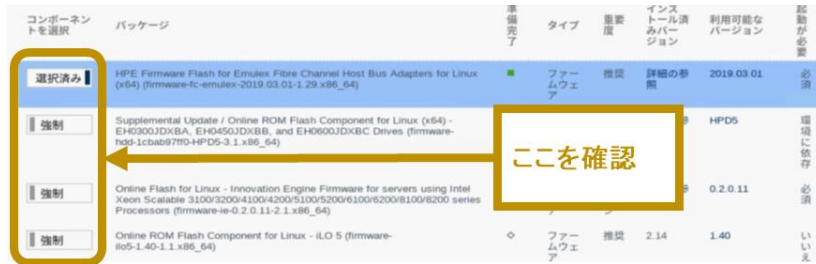 コンポーネン
トを選択
パッケージ
準備完了
タイプ
重要
度
インス
トール済
みバー
ジョン
利用可能な
バージョン
起動が必要
選択済み
HPE Firmware Flash for Emulex Fibre Channel Host Bus Adapters for Linux
(x64) (firmware-fc-emulex-2019.03.01-1.29.x86_64)
ファー
ムウェ
ア
推奨
詳細の参
照
2019.03.01
必須
強制
Supplemental Update / Online ROM Flash Component for Linux (x64) -
EH0300JDXBA, EH0450JDXBB, and EH0600JDXBC Drives (firmware-
hdd-1cbab97ff0-HPD5-3.1.x86_64)
HPD5
環境に依存
ここを確認
強制
Online Flash for Linux - Innovation Engine Firmware for servers using Intel
Xeon Scalable 3100/3200/4100/4200/5100/5200/6100/6200/8100/8200 series
Processors (firmware-ie-0.2.0.11-2.1.x86_64)
0.2.0.11
必須
強制
Online ROM Flash Component for Linux - iLO 5 (firmware-
ilo5-1.40-1.1.x86_64)
ファー
ムウェ
ア
推奨
2.14
1.40
いいえ